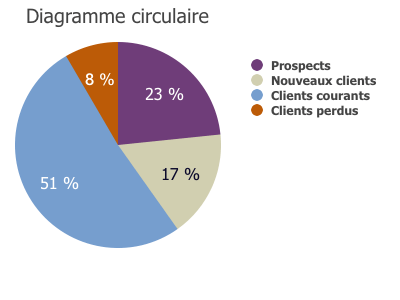 Diagramme circulaire
8 %
23 %
17 %
51 %
Prospects
Nouveaux clients
Clients courants
Clients perdus